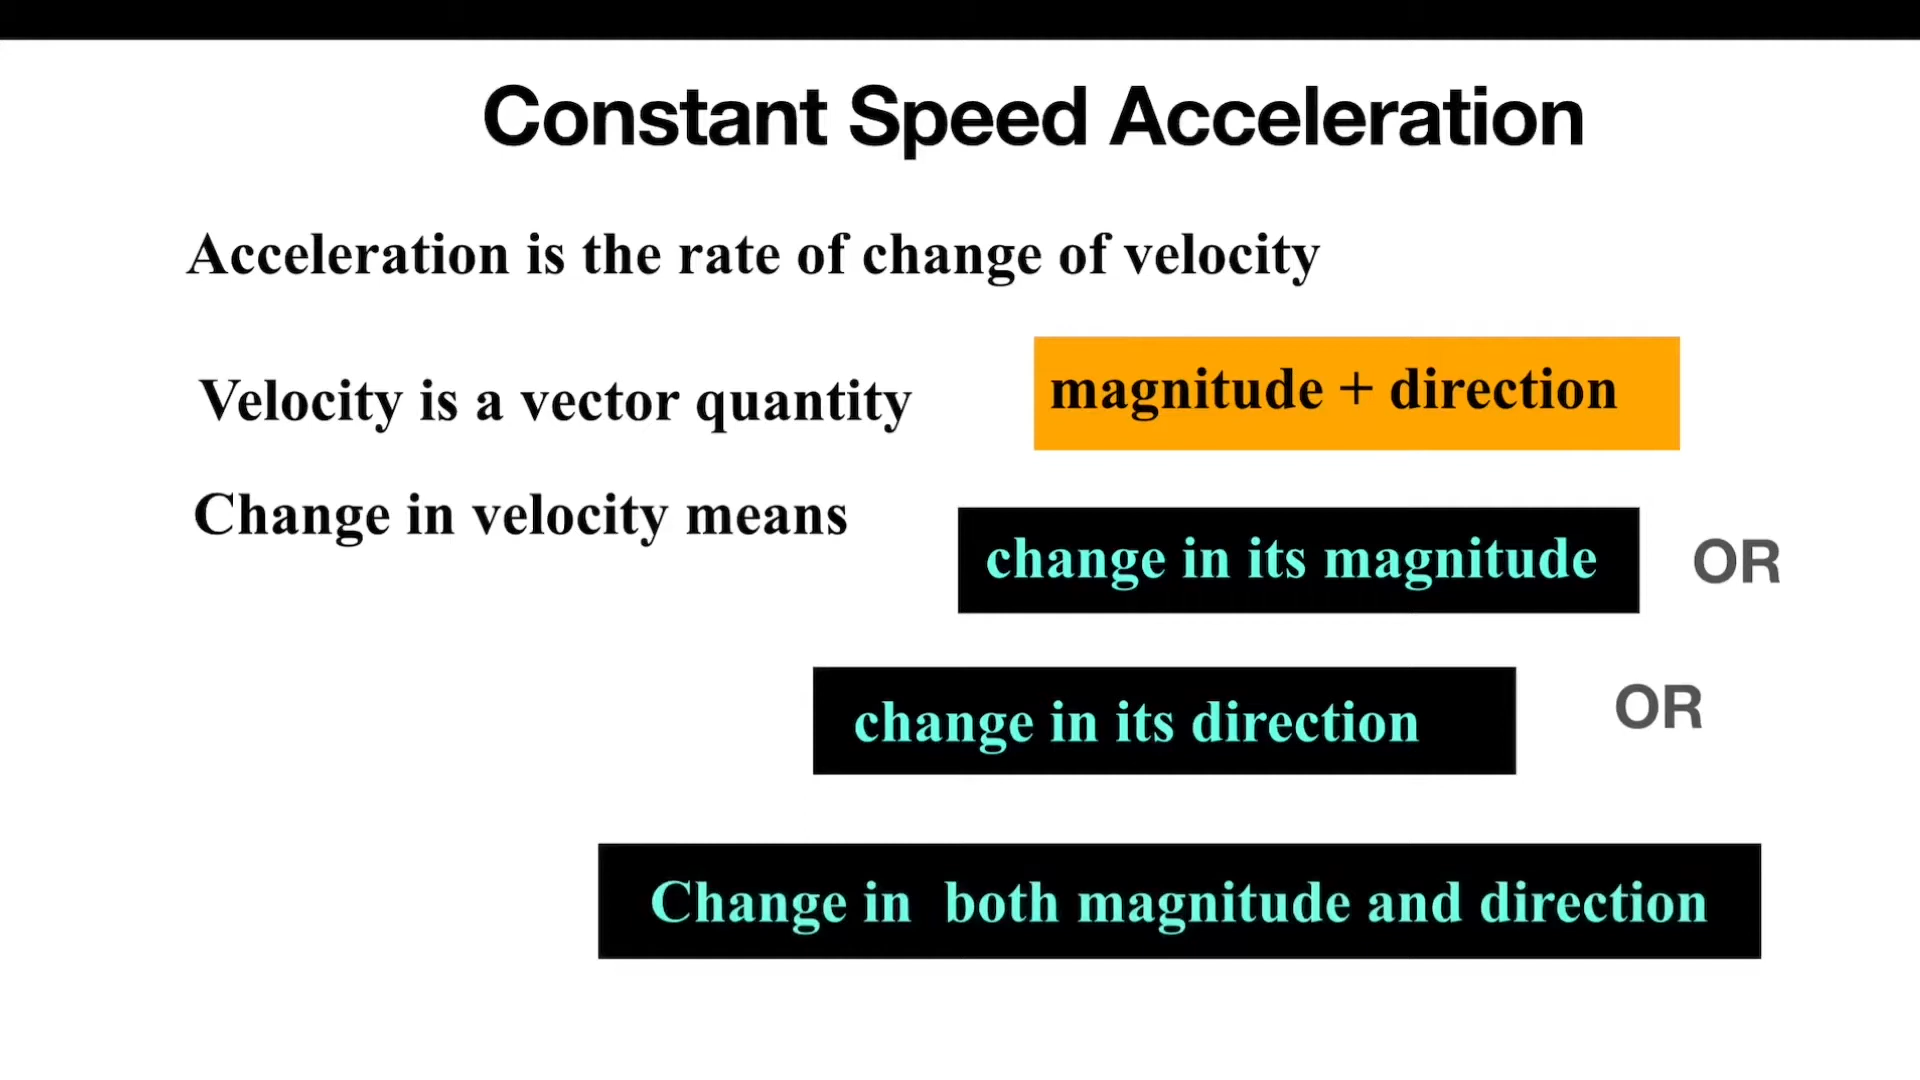 Constant Speed Acceleration
Acceleration is the rate of change of velocity
Velocity is a vector quantity
magnitude + direction
Change in velocity means
change in its magnitude
OR
change in its direction
OR
Change in both magnitude and direction